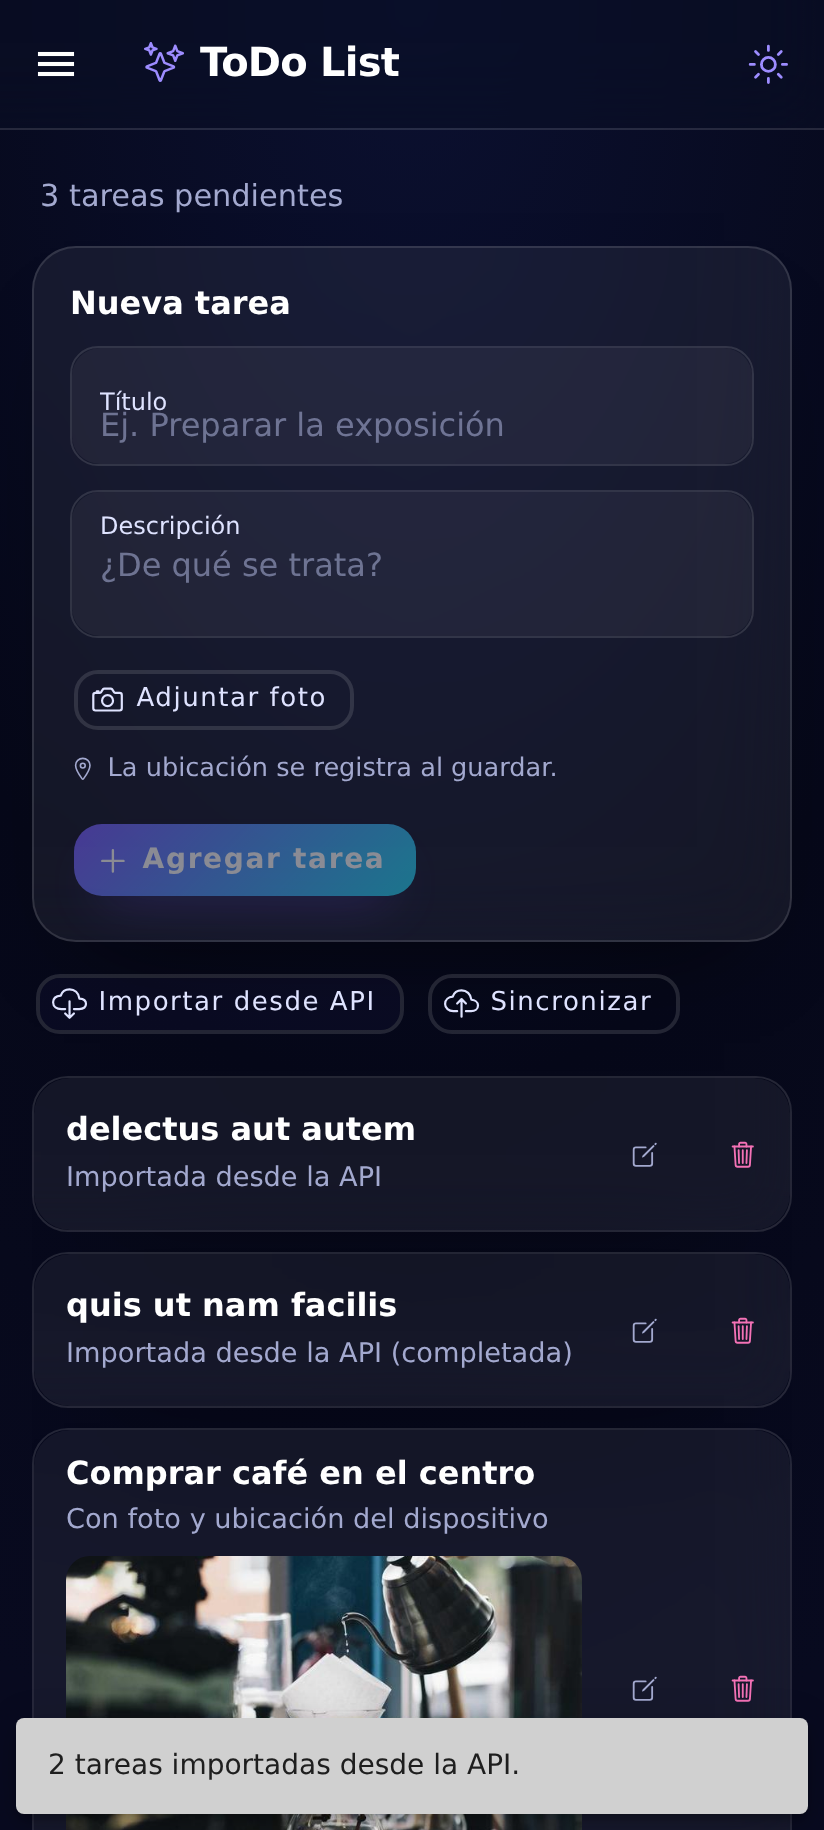 ToDo List
3 tareas pendientes
Nueva tarea
Título
Ej. Preparar la exposición
Descripción
¿De qué se trata?
Adjuntar foto
La ubicación se registra al guardar.
Agregar tarea
Importar desde API
Sincronizar
delectus aut autem
Importada desde la API
quis ut nam facilis
Importada desde la API (completada)
Comprar café en el centro
Con foto y ubicación del dispositivo
2 tareas importadas desde la API.